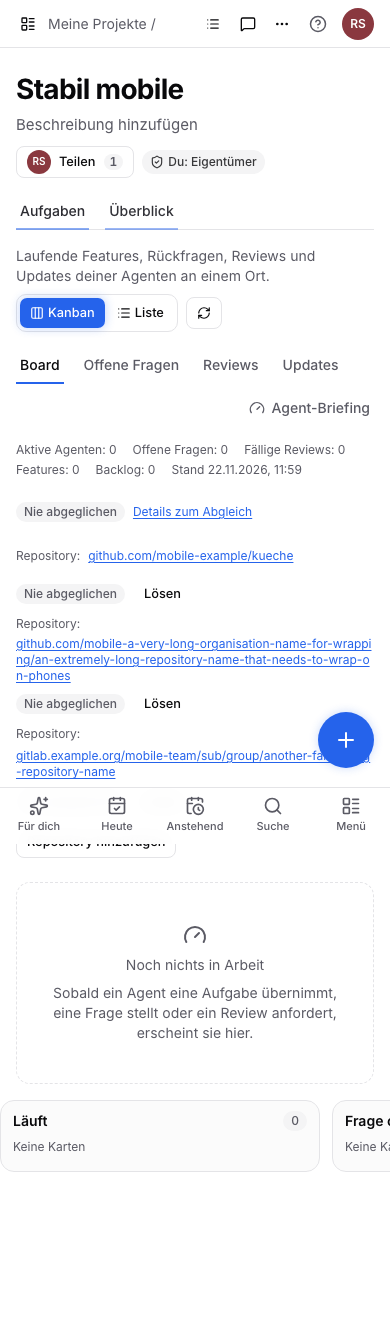 Meine Projekte /
RS
Stabil mobile
Beschreibung hinzufügen
RS Teilen 1 Du: Eigentümer
Aufgaben Überblick
Laufende Features, Rückfragen, Reviews und
Updates deiner Agenten an einem Ort.
Kanban Liste
Board Offene Fragen Reviews Updates
Agent-Briefing
Aktive Agenten: 0 Offene Fragen: 0 Fällige Reviews: 0
Features: 0 Backlog: 0 Stand 22.11.2026, 11:59
Nie abgeglichen Details zum Abgleich
Repository: github.com/mobile-example/kueche
Nie abgeglichen Lösen
Repository:
github.com/mobile-a-very-long-organisation-name-for-wrappi
ng/an-extremely-long-repository-name-that-needs-to-wrap-o
n-phones
Nie abgeglichen Lösen
Repository:
gitlab.example.org/mobile-team/sub/group/another-fa
-repository-name
Für dich Heute Anstehend Suche Menü
Repository hinzufügen
Noch nichts in Arbeit
Sobald ein Agent eine Aufgabe übernimmt,
eine Frage stellt oder ein Review anfordert,
erscheint sie hier.
Läuft 0 Frage
Keine Karten Keine